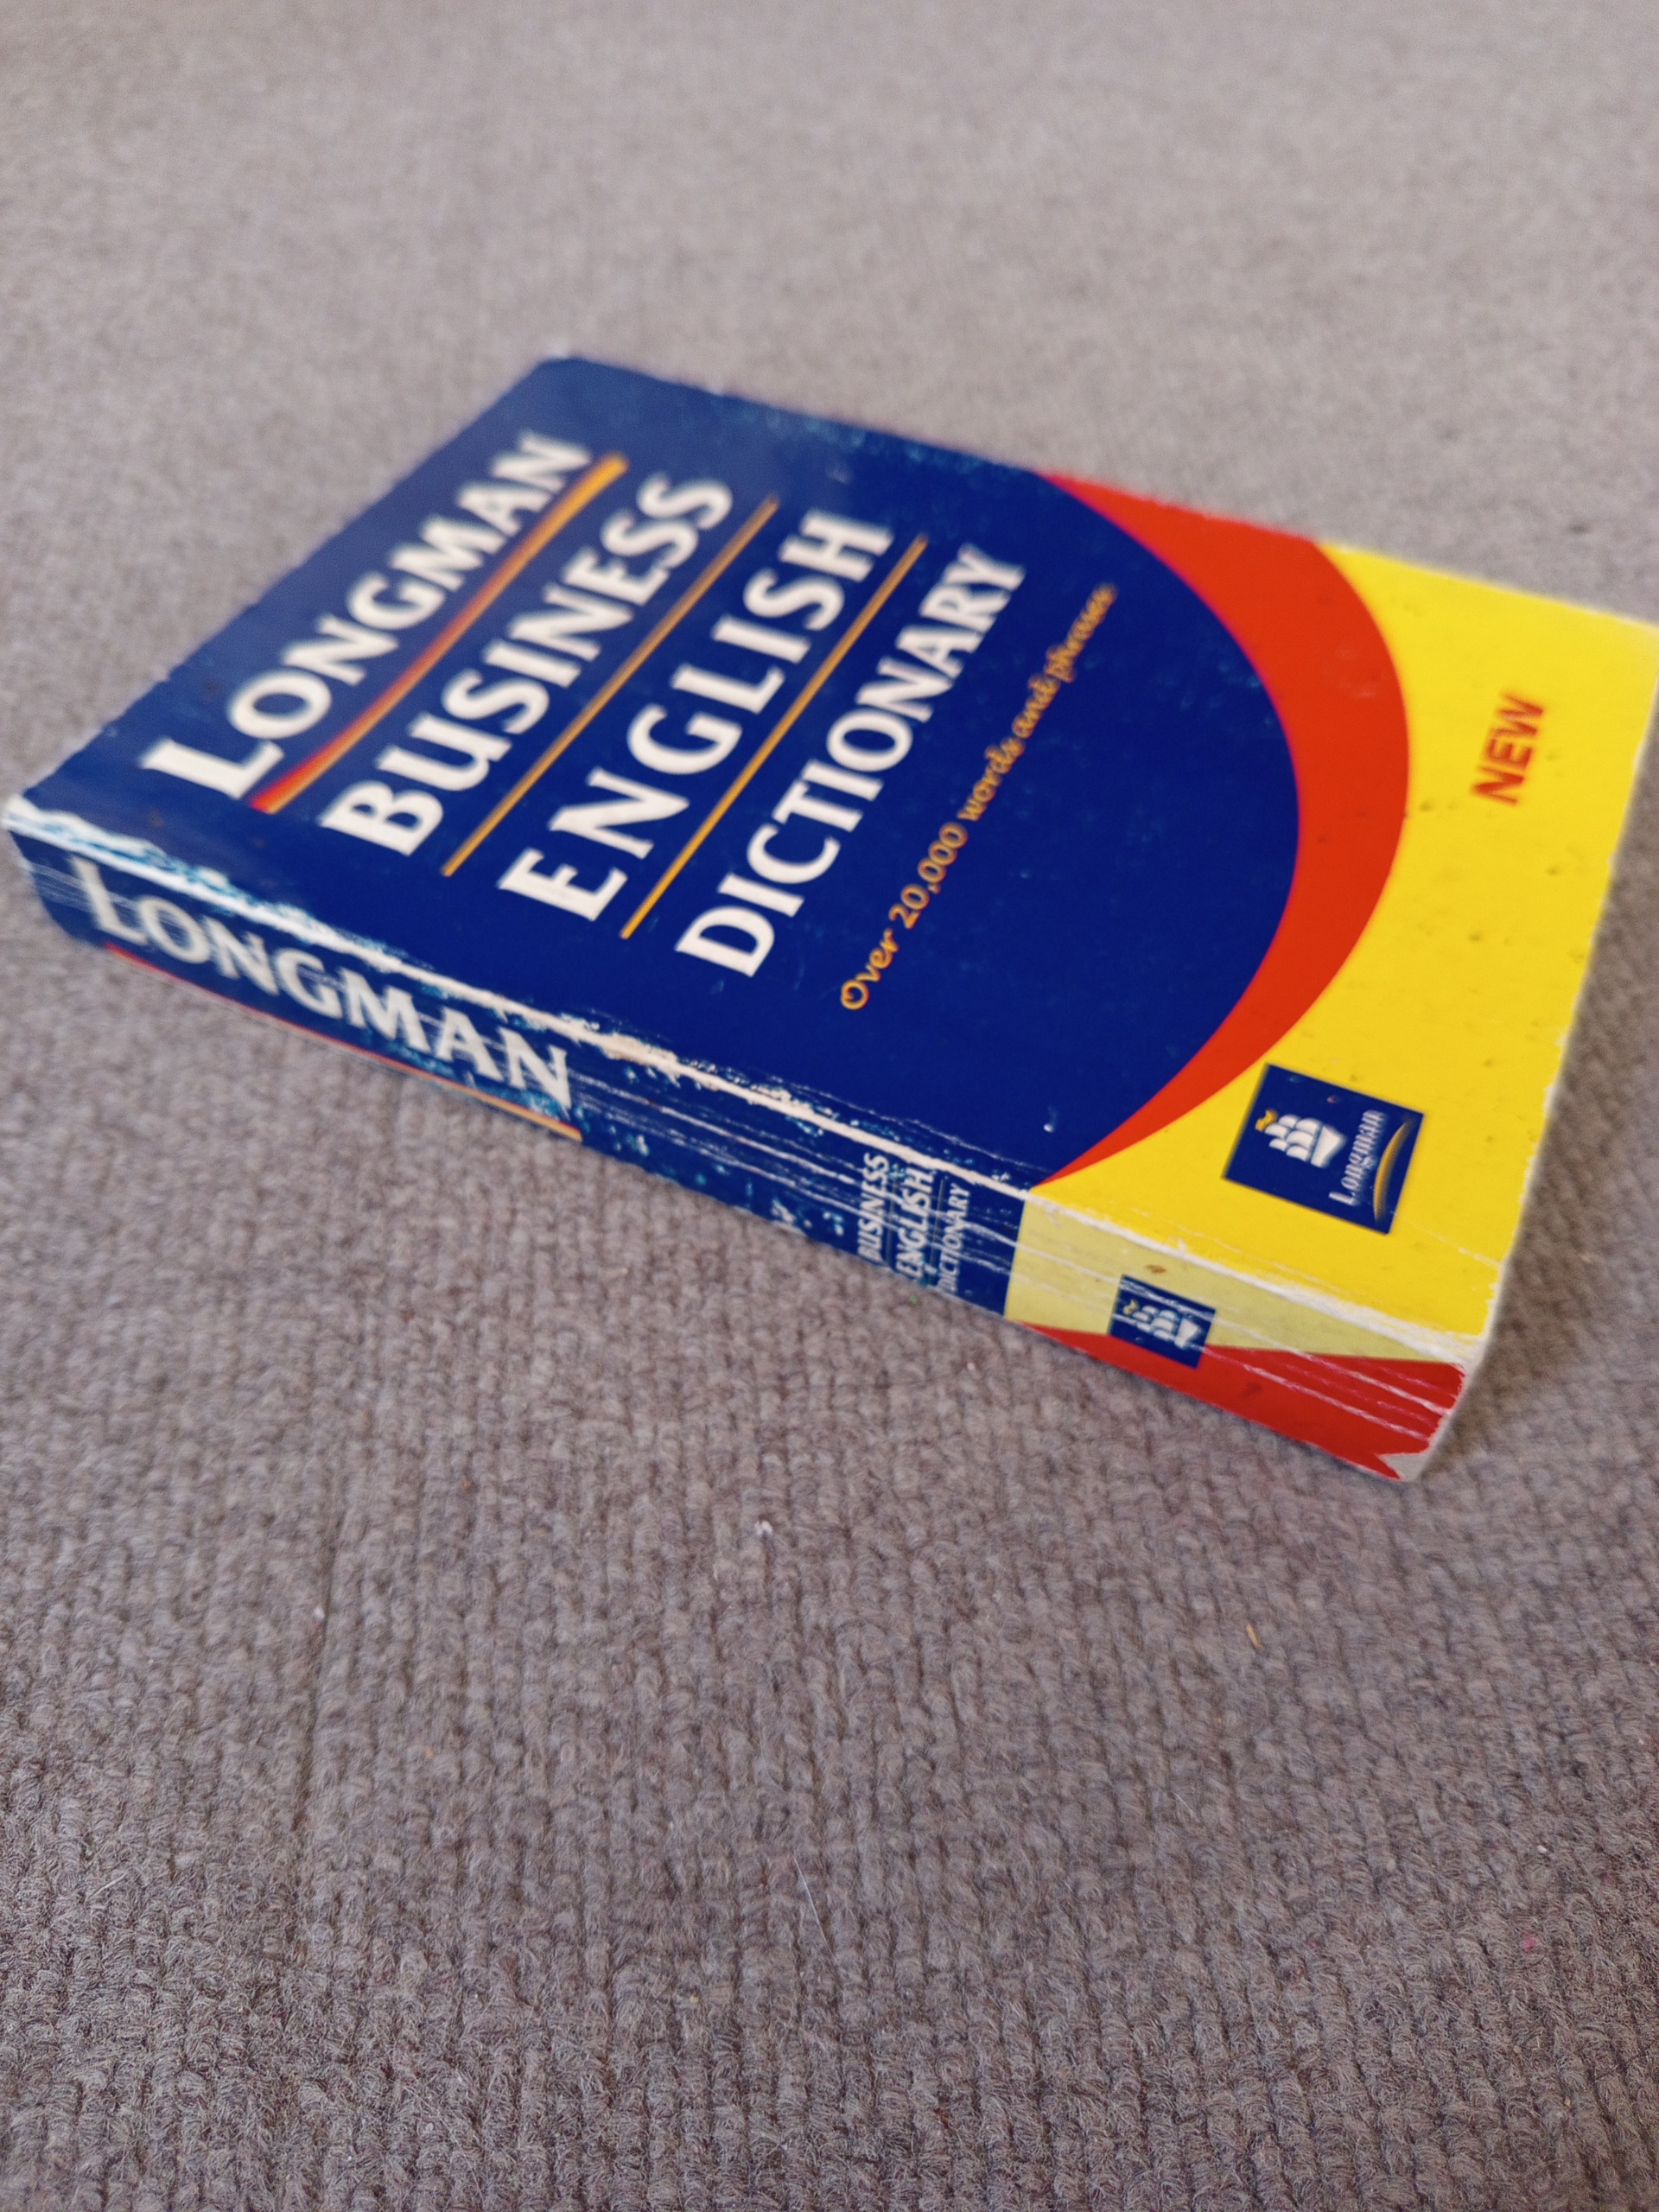 LONGMAN
BUSINESS
ENGLISH
DICTIONARY
Over 20,000 words and phrases
NEW
Longman
LONGMAN
BUSINESS
ENGLISH
DICTIONARY